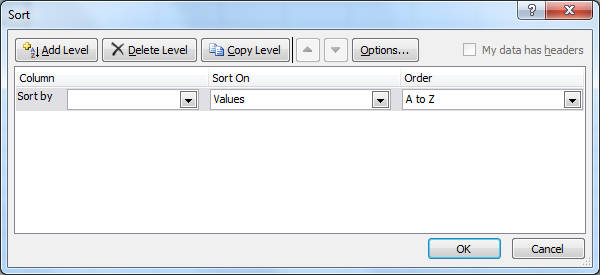 Sort
Add Level Delete Level Copy Level Options... My data has headers
Column Sort On Order
Sort by Values A to Z
OK Cancel